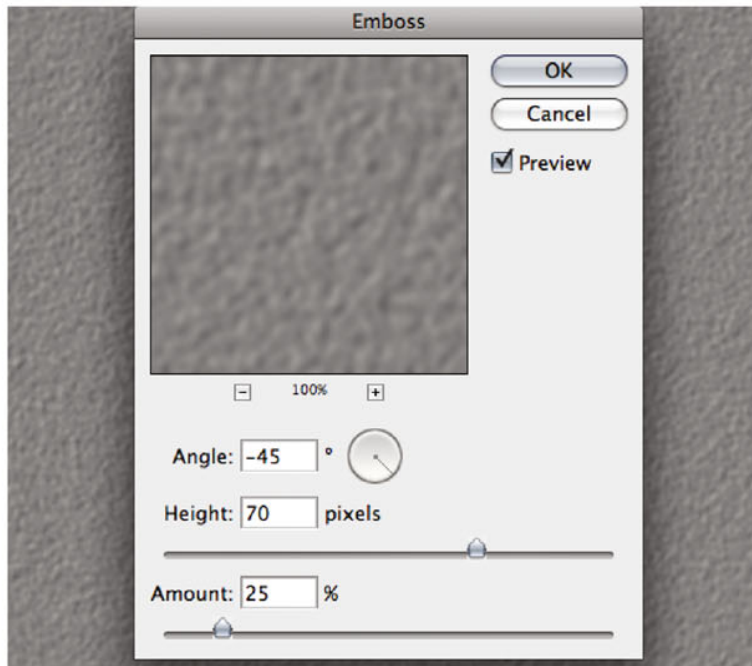 Emboss
OK
Cancel
Preview
− 100% +
Angle: −45 °
Height: 70 pixels
Amount: 25 %